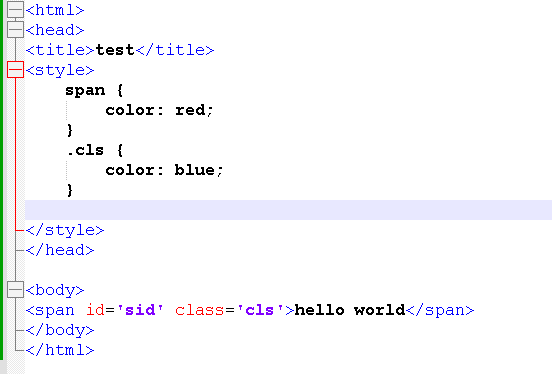 <html>
<head>
<title>test</title>
<style>
span {
color: red;
}
.cls {
color: blue;
}
</style>
</head>
<body>
<span id='sid' class='cls'>hello world</span>
</body>
</html>